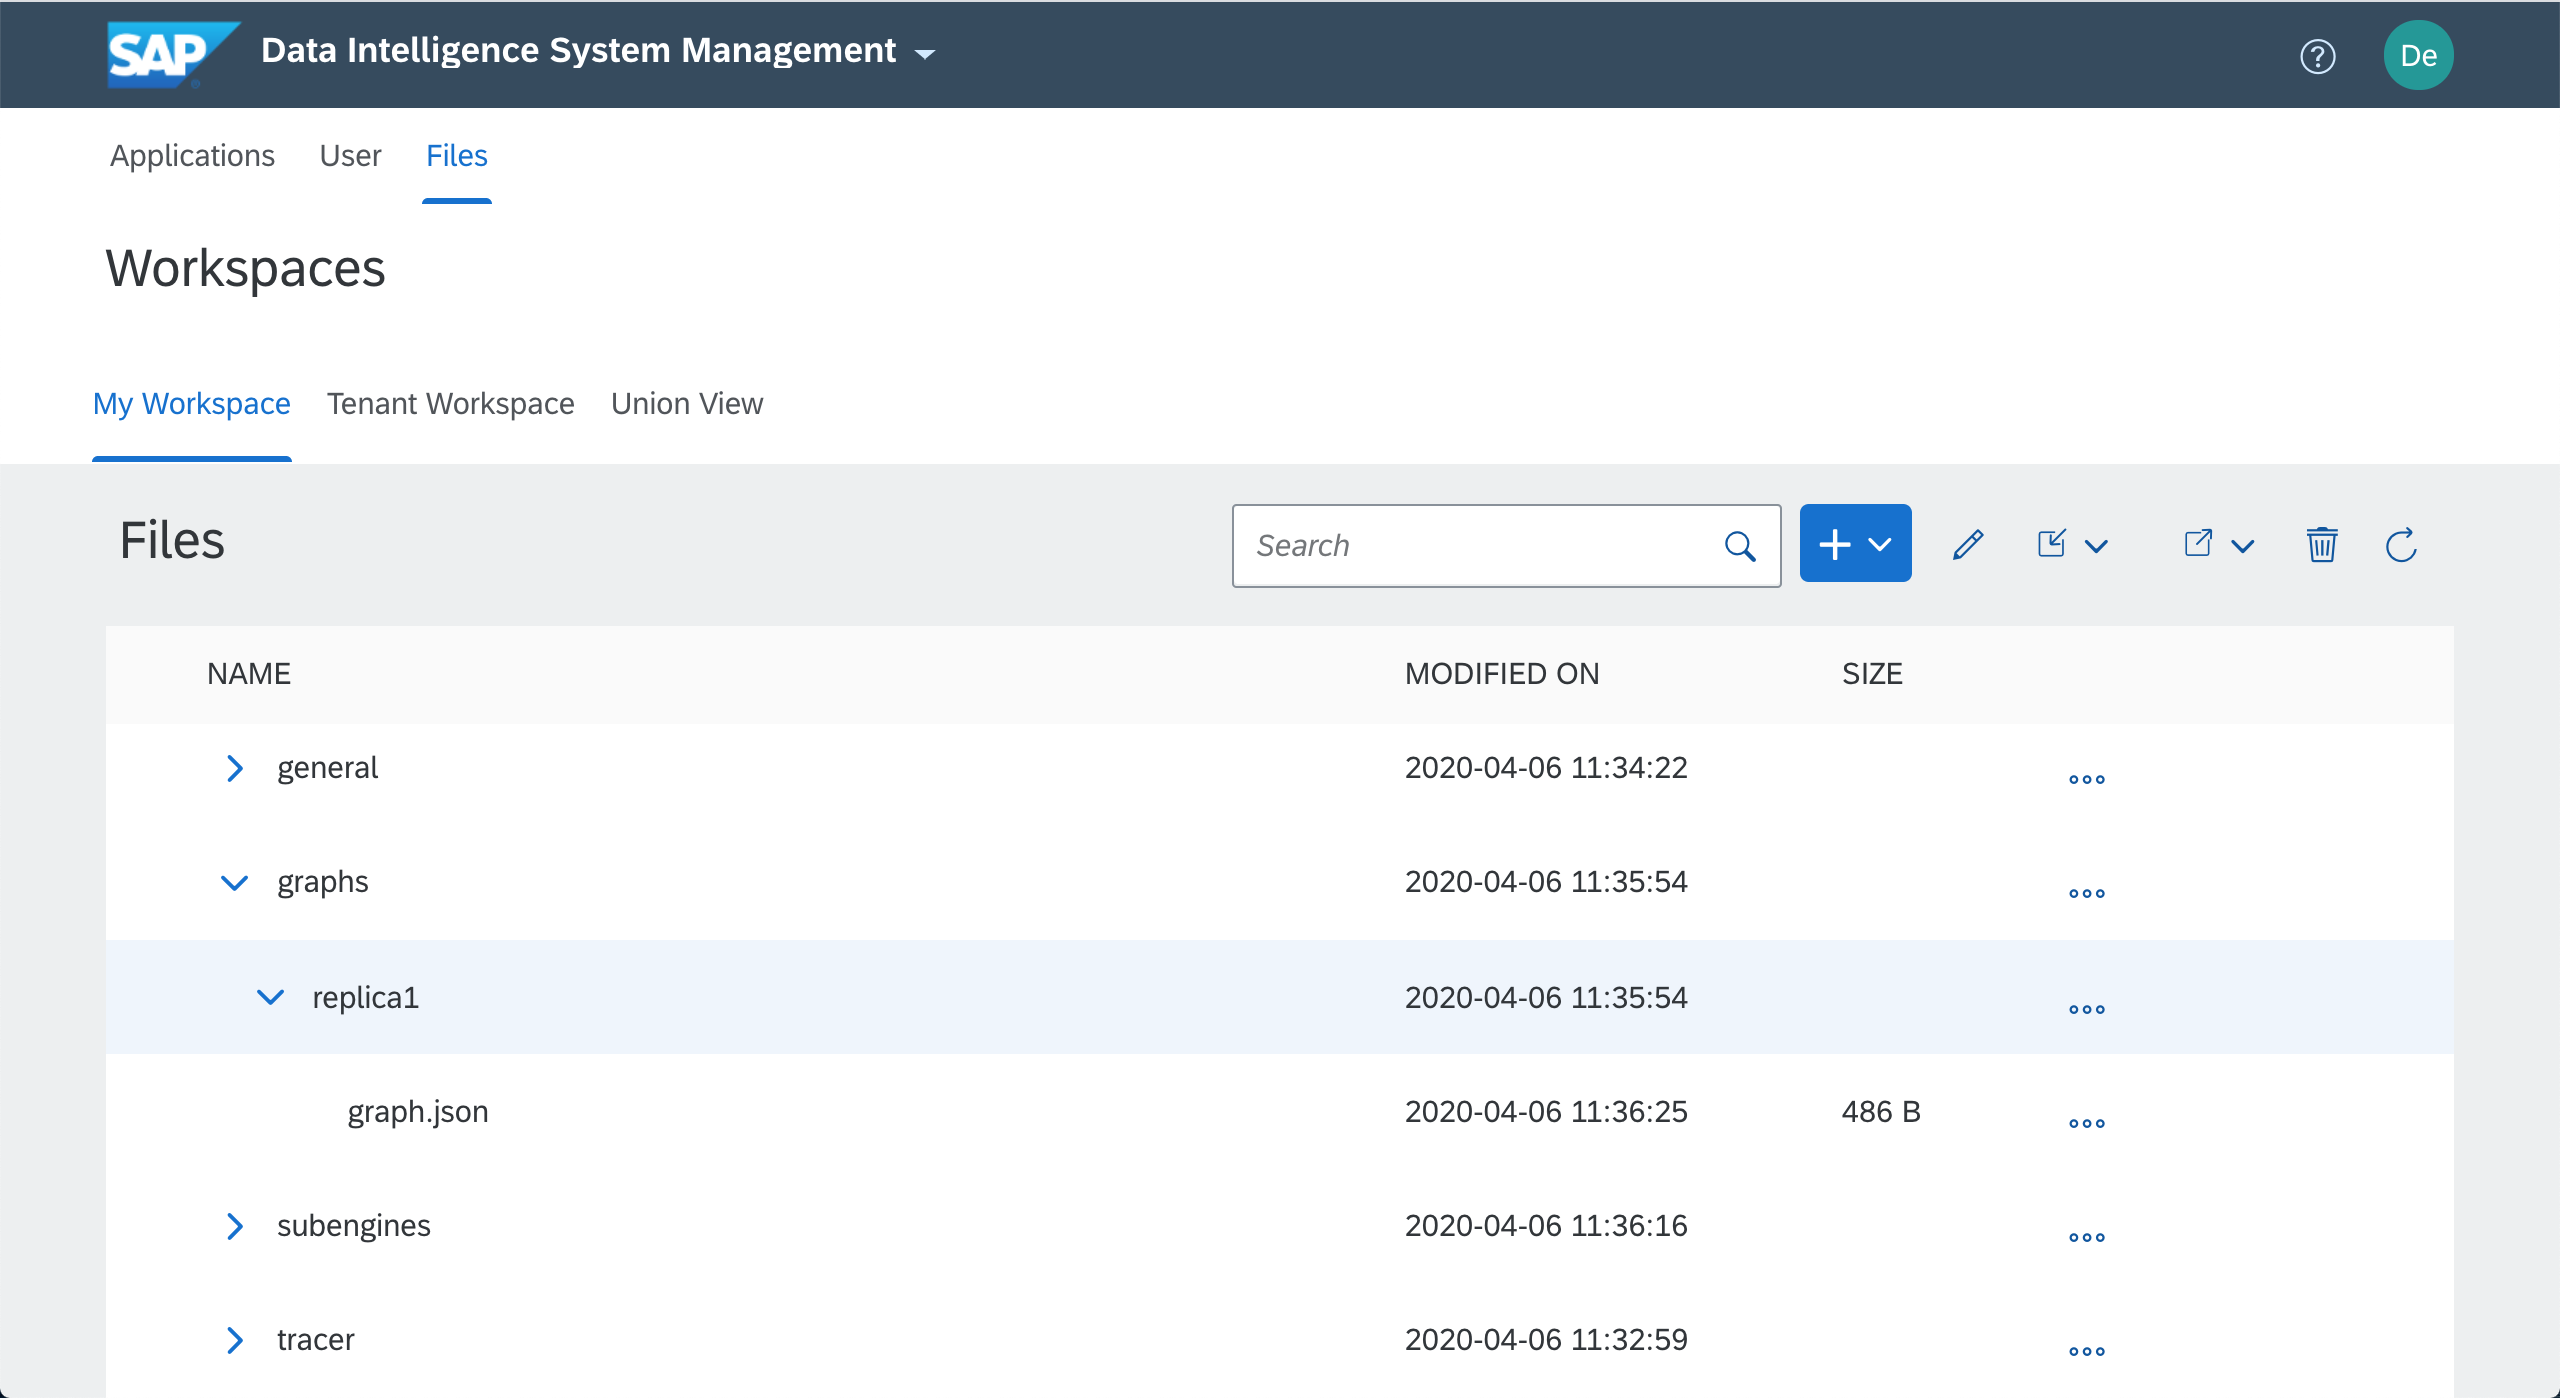 SAP Data Intelligence System Management
? De
Applications User Files
Workspaces
My Workspace Tenant Workspace Union View
Files Search
NAME MODIFIED ON SIZE
general 2020-04-06 11:34:22
graphs 2020-04-06 11:35:54
replica1 2020-04-06 11:35:54
graph.json 2020-04-06 11:36:25 486 B
subengines 2020-04-06 11:36:16
tracer 2020-04-06 11:32:59